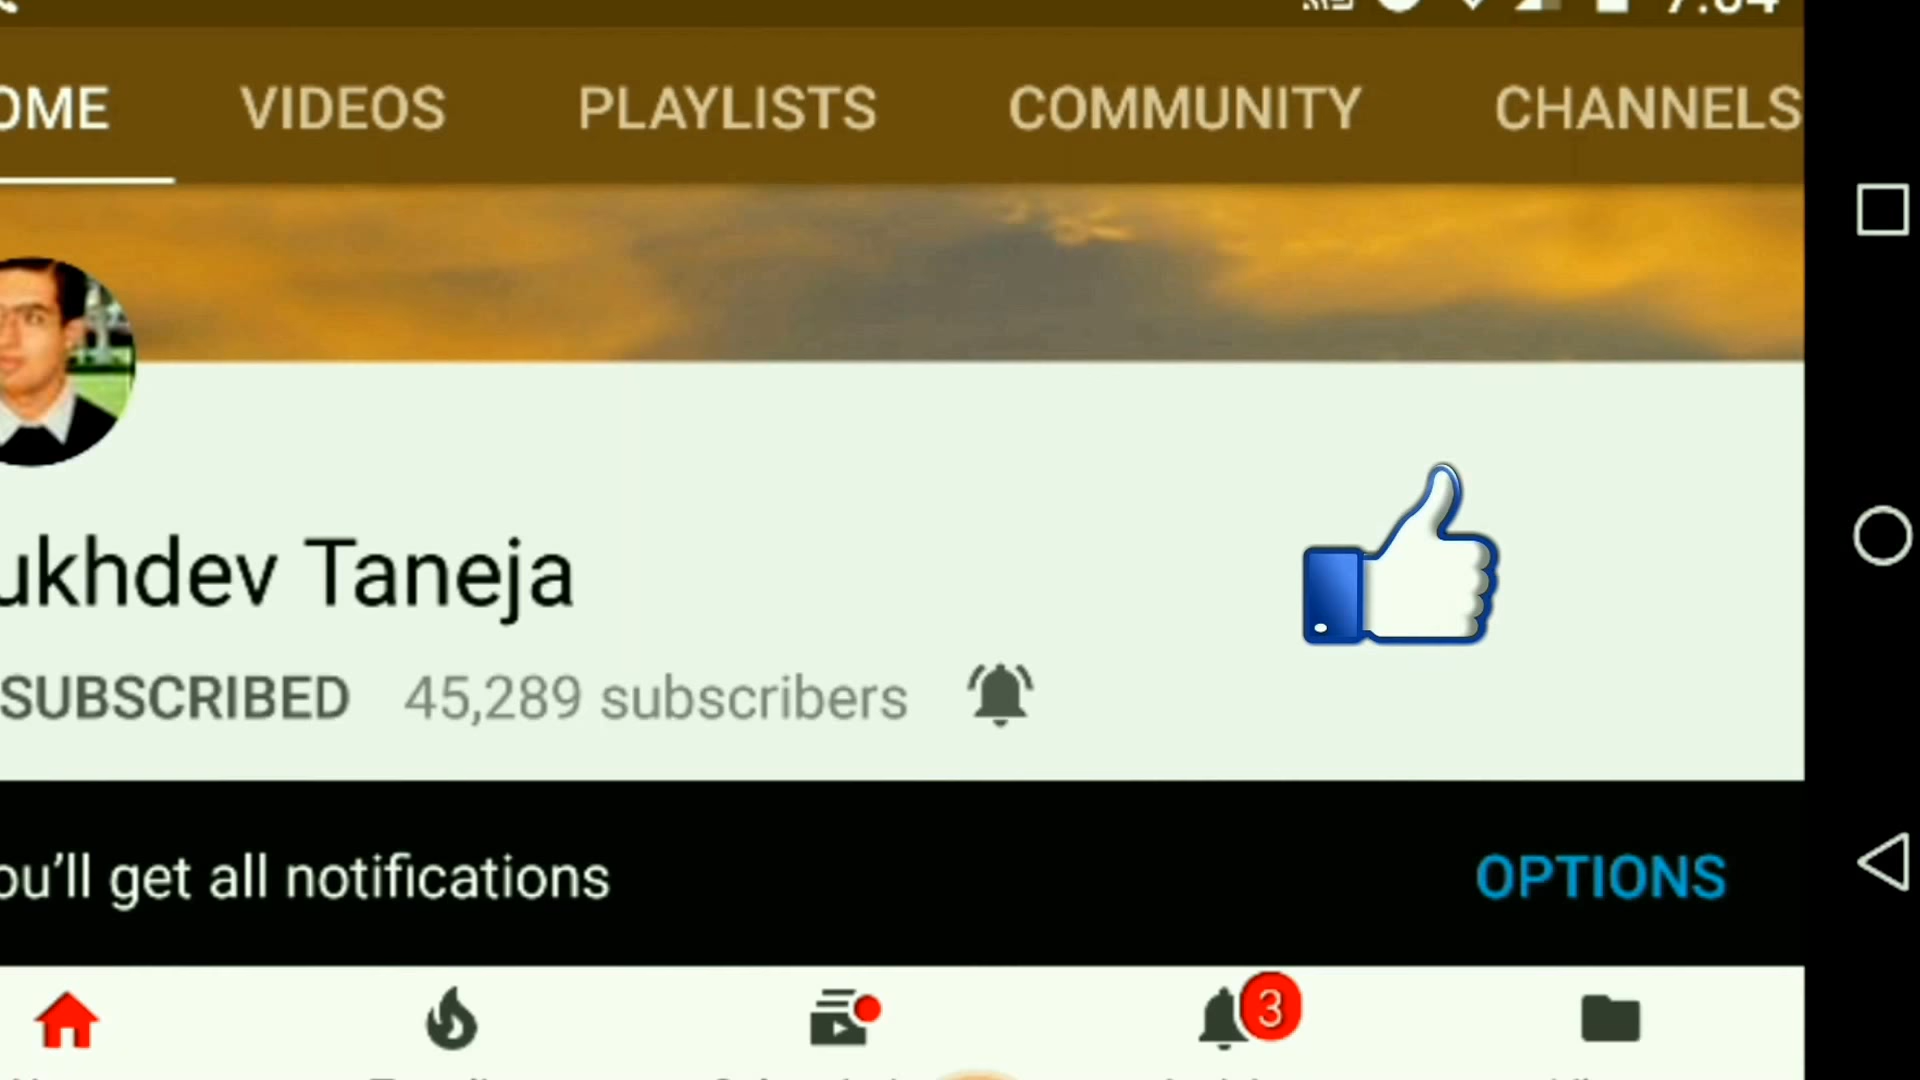 OME VIDEOS PLAYLISTS COMMUNITY CHANNELS
ukhdev Taneja
SUBSCRIBED 45,289 subscribers
ou'll get all notifications OPTIONS
3